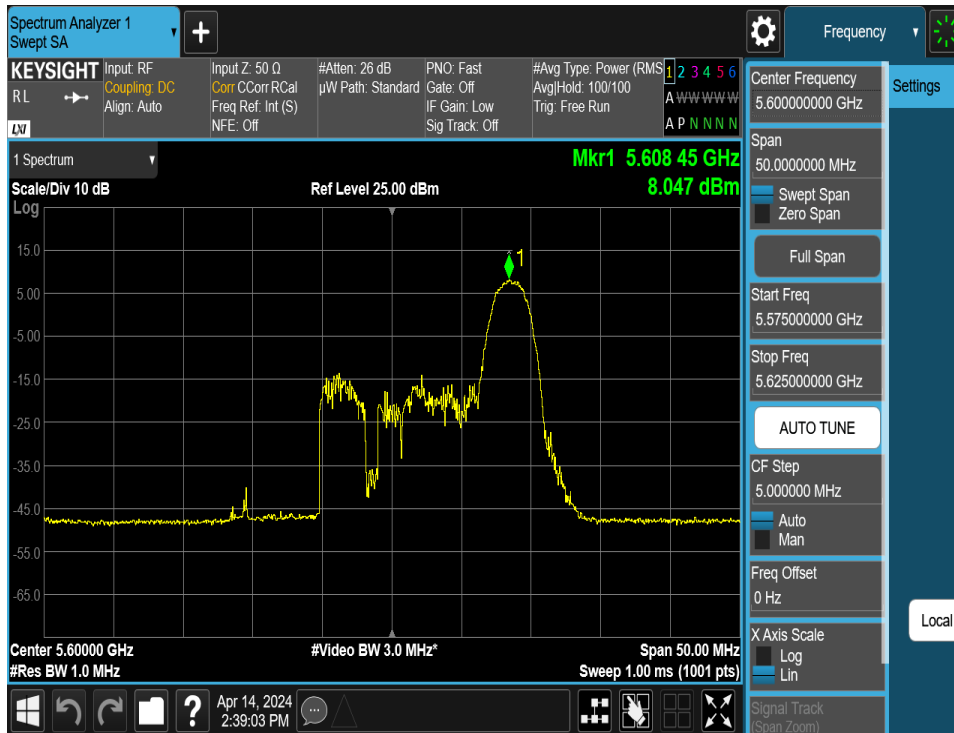 Spectrum Analyzer 1
Swept SA
+
Frequency
KEYSIGHT
R L
LXI
Input: RF
Coupling: DC
Align: Auto
Input Z: 50 Ω
Corr CCorr RCal
Freq Ref: Int (S)
NFE: Off
#Atten: 26 dB
µW Path: Standard
PNO: Fast
Gate: Off
IF Gain: Low
Sig Track: Off
#Avg Type: Power (RMS
Avg|Hold: 100/100
Trig: Free Run
1 2 3 4 5 6
A W W W W W
A P N N N N
1 Spectrum
Mkr1 5.608 45 GHz
8.047 dBm
Scale/Div 10 dB
Ref Level 25.00 dBm
Log
1
15.0
5.00
-5.00
-15.0
-25.0
-35.0
-45.0
-55.0
-65.0
Center 5.60000 GHz
#Video BW 3.0 MHz*
Span 50.00 MHz
#Res BW 1.0 MHz
Sweep 1.00 ms (1001 pts)
Center Frequency
5.600000000 GHz
Span
50.0000000 MHz
Swept Span
Zero Span
Full Span
Start Freq
5.575000000 GHz
Stop Freq
5.625000000 GHz
AUTO TUNE
CF Step
5.000000 MHz
Auto
Man
Freq Offset
0 Hz
X Axis Scale
Log
Lin
Signal Track
(Span Zoom)
Settings
Local
?
Apr 14, 2024
2:39:03 PM